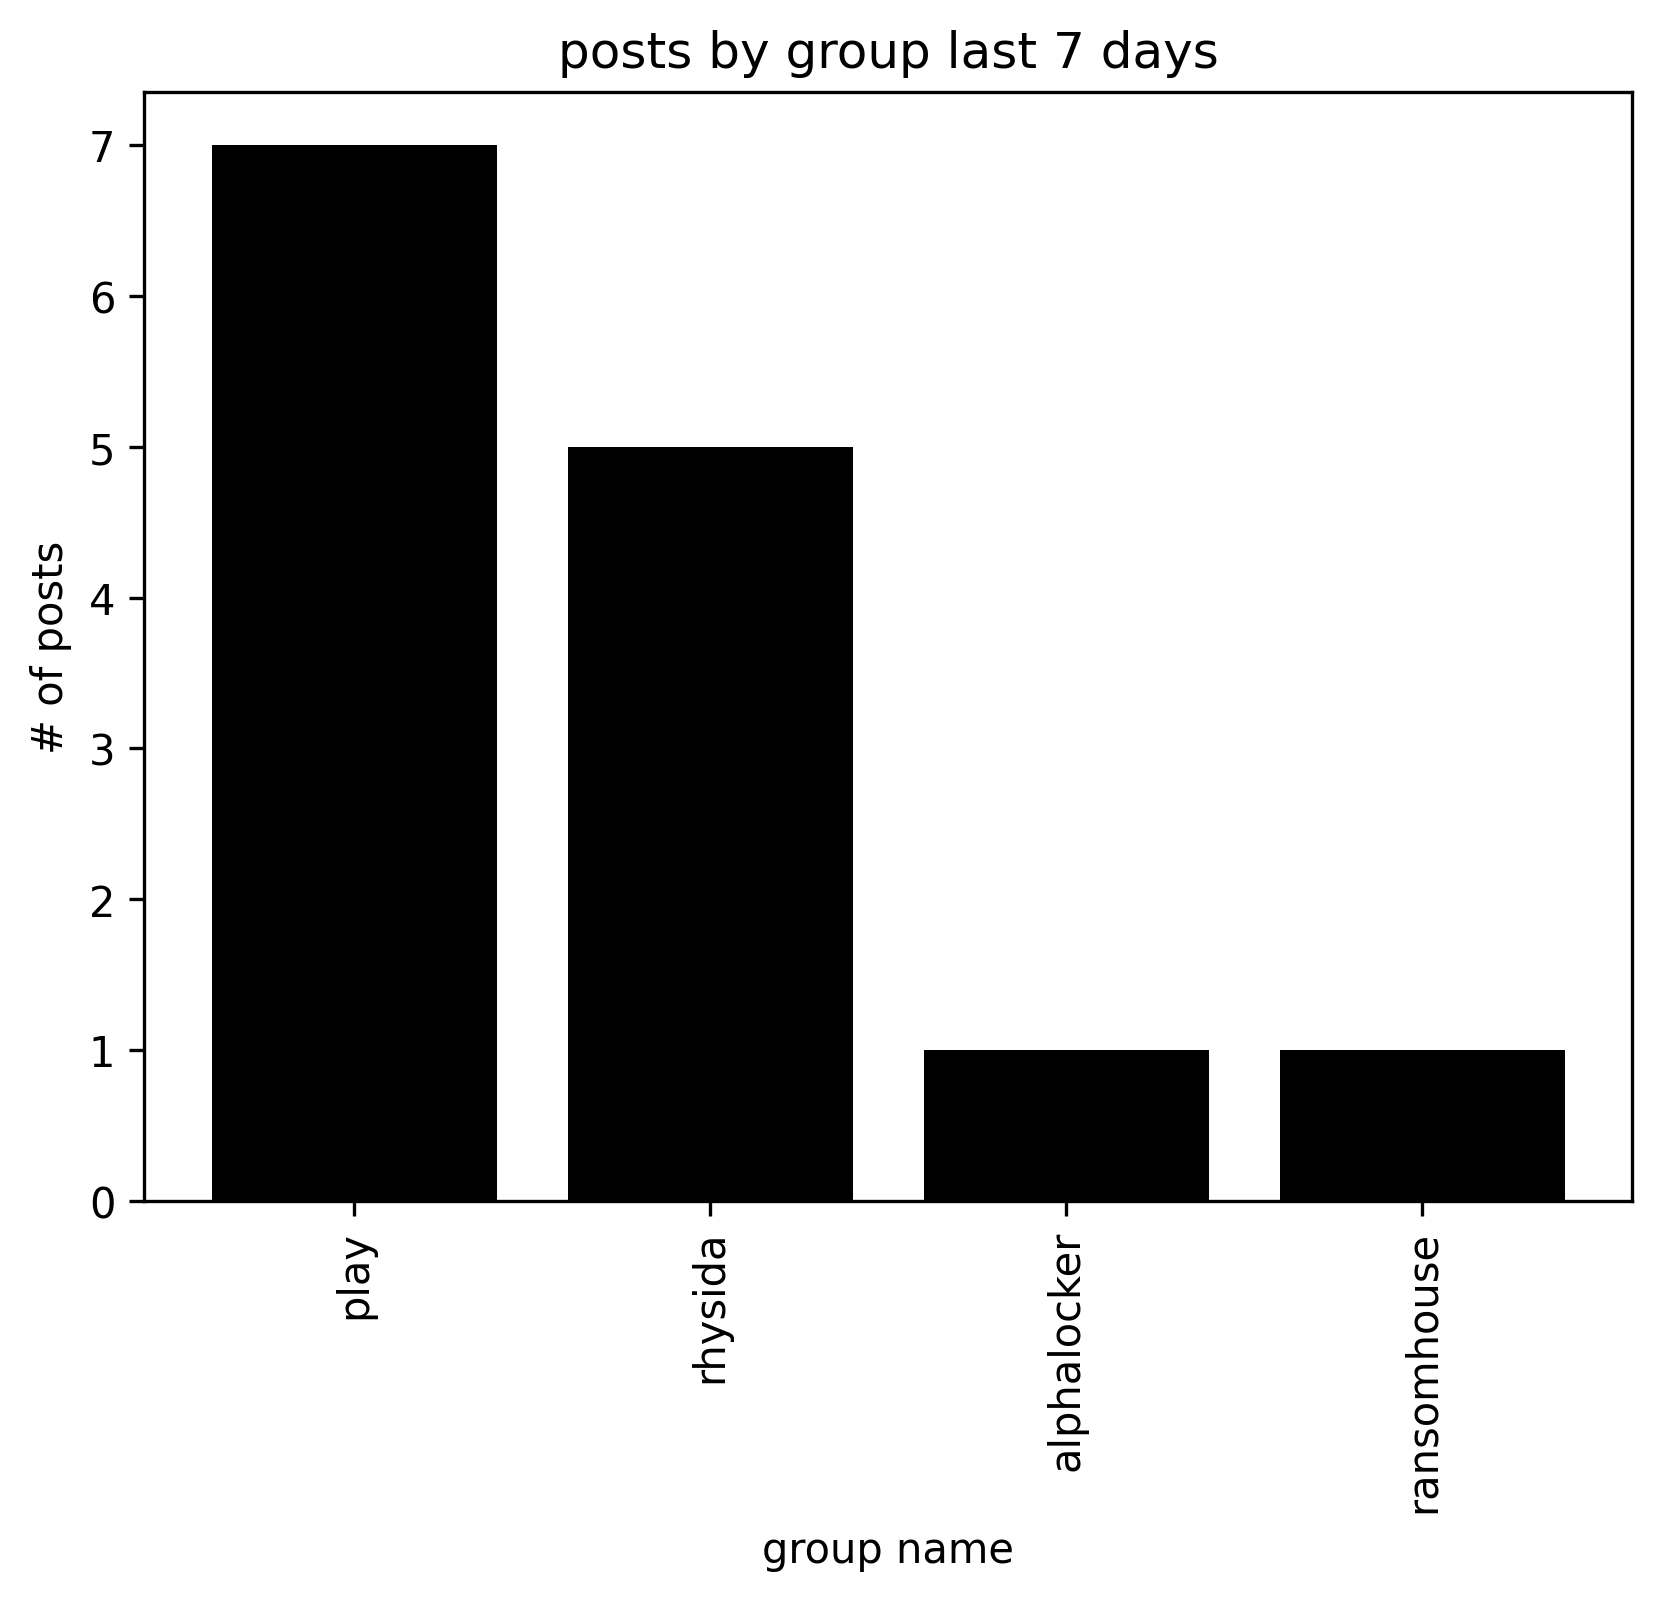 posts by group last 7 days
7
6
5
4
3
2
1
0
# of posts
play
rhysida
alphalocker
ransomhouse
group name